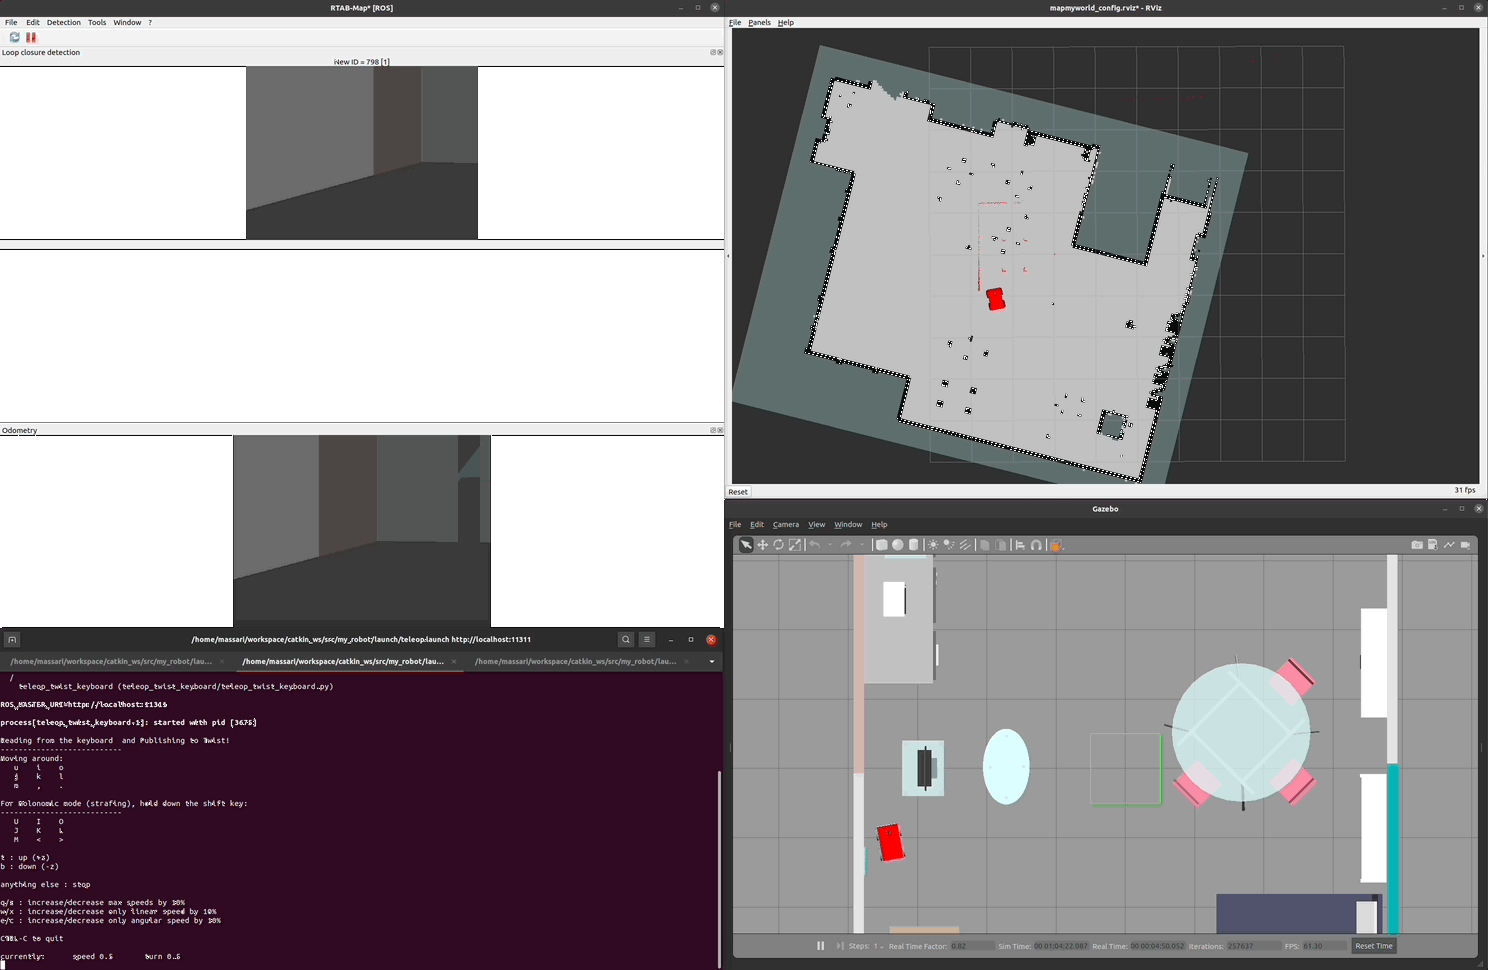 RTAB-Map* [ROS]
File Edit Detection Tools Window ?
Loop closure detection
New ID = 798 [1]
Odometry
/home/massari/workspace/catkin_ws/src/my_robot/launch/teleop.launch http://localhost:11311
/home/massari/workspace/catkin_ws/src/my_robot/lau... × /home/massari/workspace/catkin_ws/src/my_robot/lau... × /home/massari/workspace/catkin_ws/src/my_robot/lau... ×
/
teleop_twist_keyboard (teleop_twist_keyboard/teleop_twist_keyboard.py)
ROS_MASTER_URI=http://localhost:
process[teleop_twist_keyboard-1]: started with pid
Reading from the keyboard and Publishing to Twist!
---------------------------
Moving around:
u i o
j k l
m , .
For Holonomic mode (strafing), hold down the shift key:
---------------------------
U I O
J K L
M < >
t : up (+z)
b : down (-z)
anything else : stop
q/z : increase/decrease max speeds by 10%
w/x : increase/decrease only linear speed by 10%
e/c : increase/decrease only angular speed by 10%
CTRL-C to quit
currently: speed 0.5 turn
mapmyworld_config.rviz* - RViz
File Panels Help
Reset
31 fps
Gazebo
File Edit Camera View Window Help
Steps: 1 Real Time Factor: 0.82 Sim Time: 00 00:04:22.087 Real Time: 00 00:04:50.052 Iterations: 257637 FPS: 61.30 Reset Time